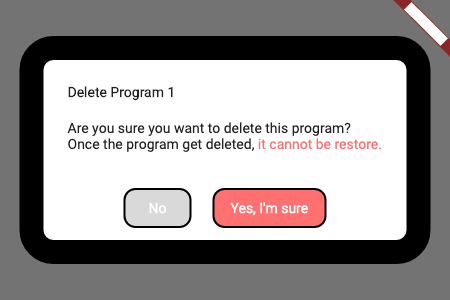 Delete Program 1
Are you sure you want to delete this program?
Once the program get deleted, it cannot be restore.
No
Yes, I'm sure